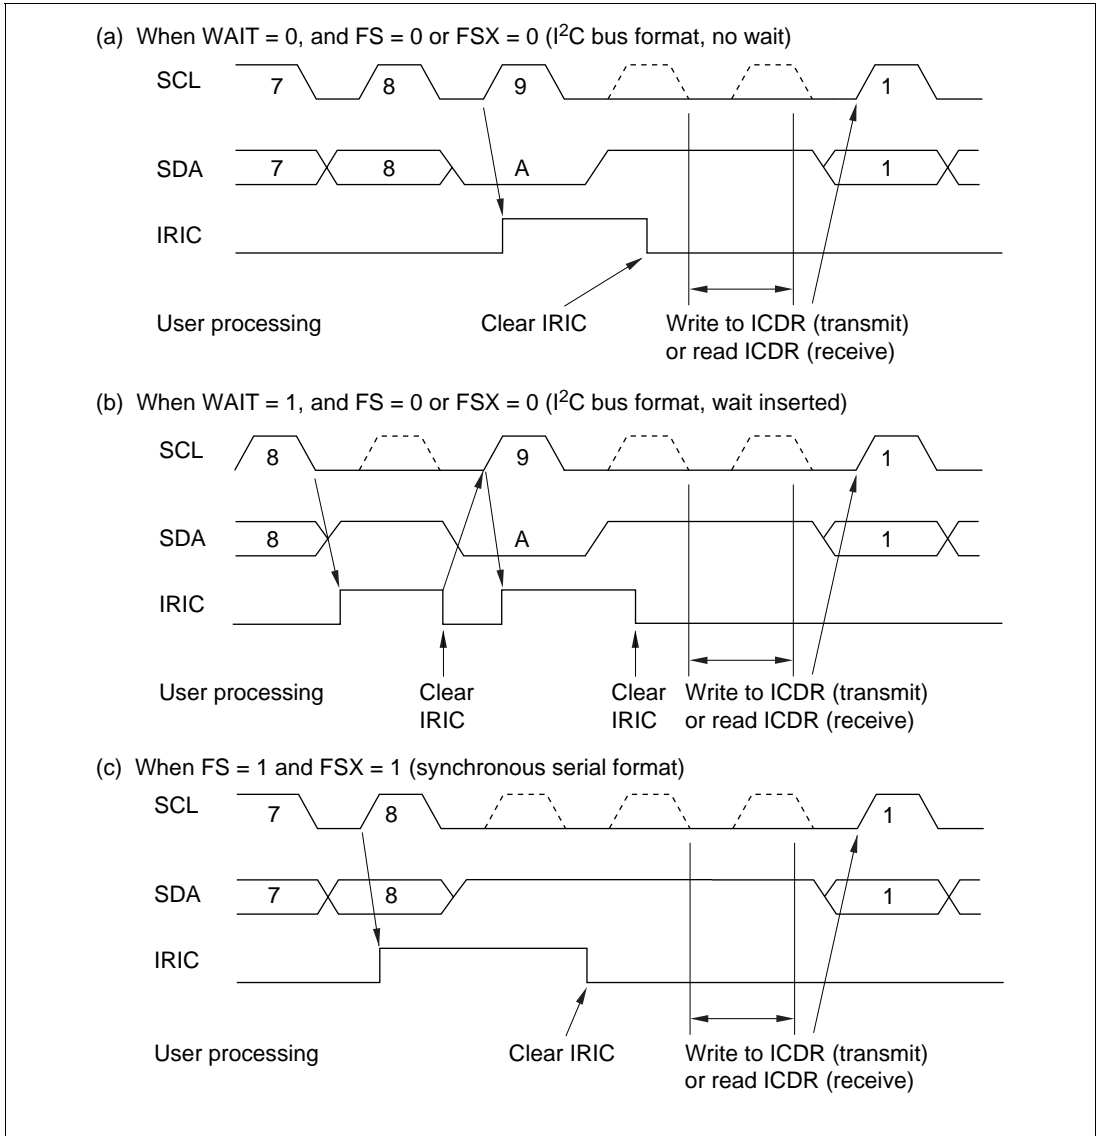 (a) When WAIT = 0, and FS = 0 or FSX = 0 (I²C bus format, no wait)
SCL 7 8 9 1
SDA 7 8 A 1
IRIC
User processing Clear IRIC Write to ICDR (transmit)
or read ICDR (receive)
(b) When WAIT = 1, and FS = 0 or FSX = 0 (I²C bus format, wait inserted)
SCL 8 9 1
SDA 8 A 1
IRIC
User processing Clear Clear Write to ICDR (transmit)
IRIC IRIC or read ICDR (receive)
(c) When FS = 1 and FSX = 1 (synchronous serial format)
SCL 7 8 1
SDA 7 8 1
IRIC
User processing Clear IRIC Write to ICDR (transmit)
or read ICDR (receive)